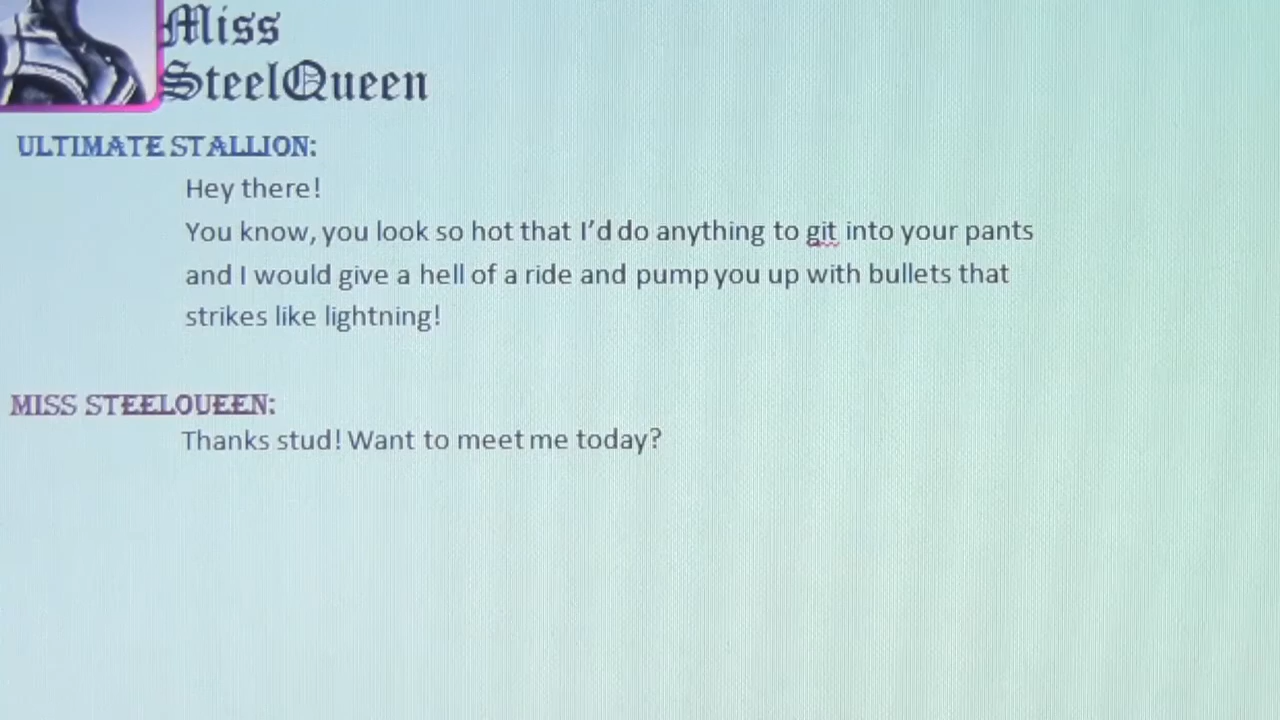 Miss
SteelQueen
ULTIMATE STALLION:
Hey there!
You know, you look so hot that I'd do anything to git into your pants
and I would give a hell of a ride and pump you up with bullets that
strikes like lightning!
MISS STEELQUEEN:
Thanks stud! Want to meet me today?